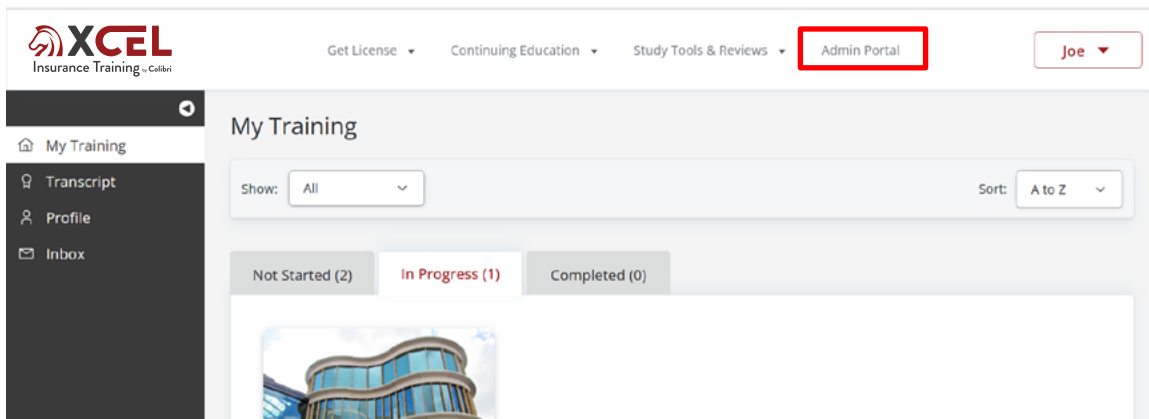 XCEL
Insurance Training by Colibri
Get License
Continuing Education
Study Tools & Reviews
Admin Portal
Joe
My Training
Transcript
Profile
Inbox
My Training
Show:
All
Sort:
A to Z
Not Started (2)
In Progress (1)
Completed (0)